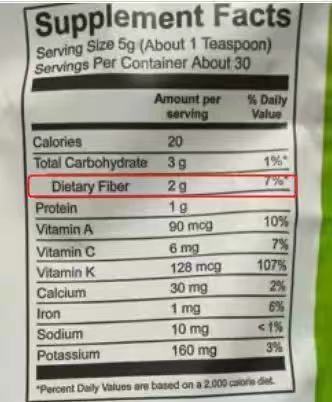 Supplement Facts
Serving Size 5g (About 1 Teaspoon)
Servings Per Container About 30
Amount per serving % Daily Value
Calories 20
Total Carbohydrate 3 g 1%*
Dietary Fiber 2 g 7%*
Protein 1 g
Vitamin A 90 mcg 10%
Vitamin C 6 mg 7%
Vitamin K 128 mcg 107%
Calcium 30 mg 2%
Iron 1 mg 6%
Sodium 10 mg <1%
Potassium 160 mg 3%
*Percent Daily Values are based on a 2,000 calorie diet.